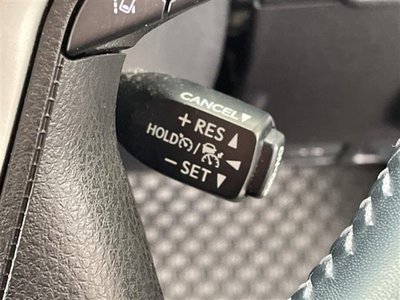 CANCEL▼
+ RES ▲
HOLD / ◀
− SET ▼